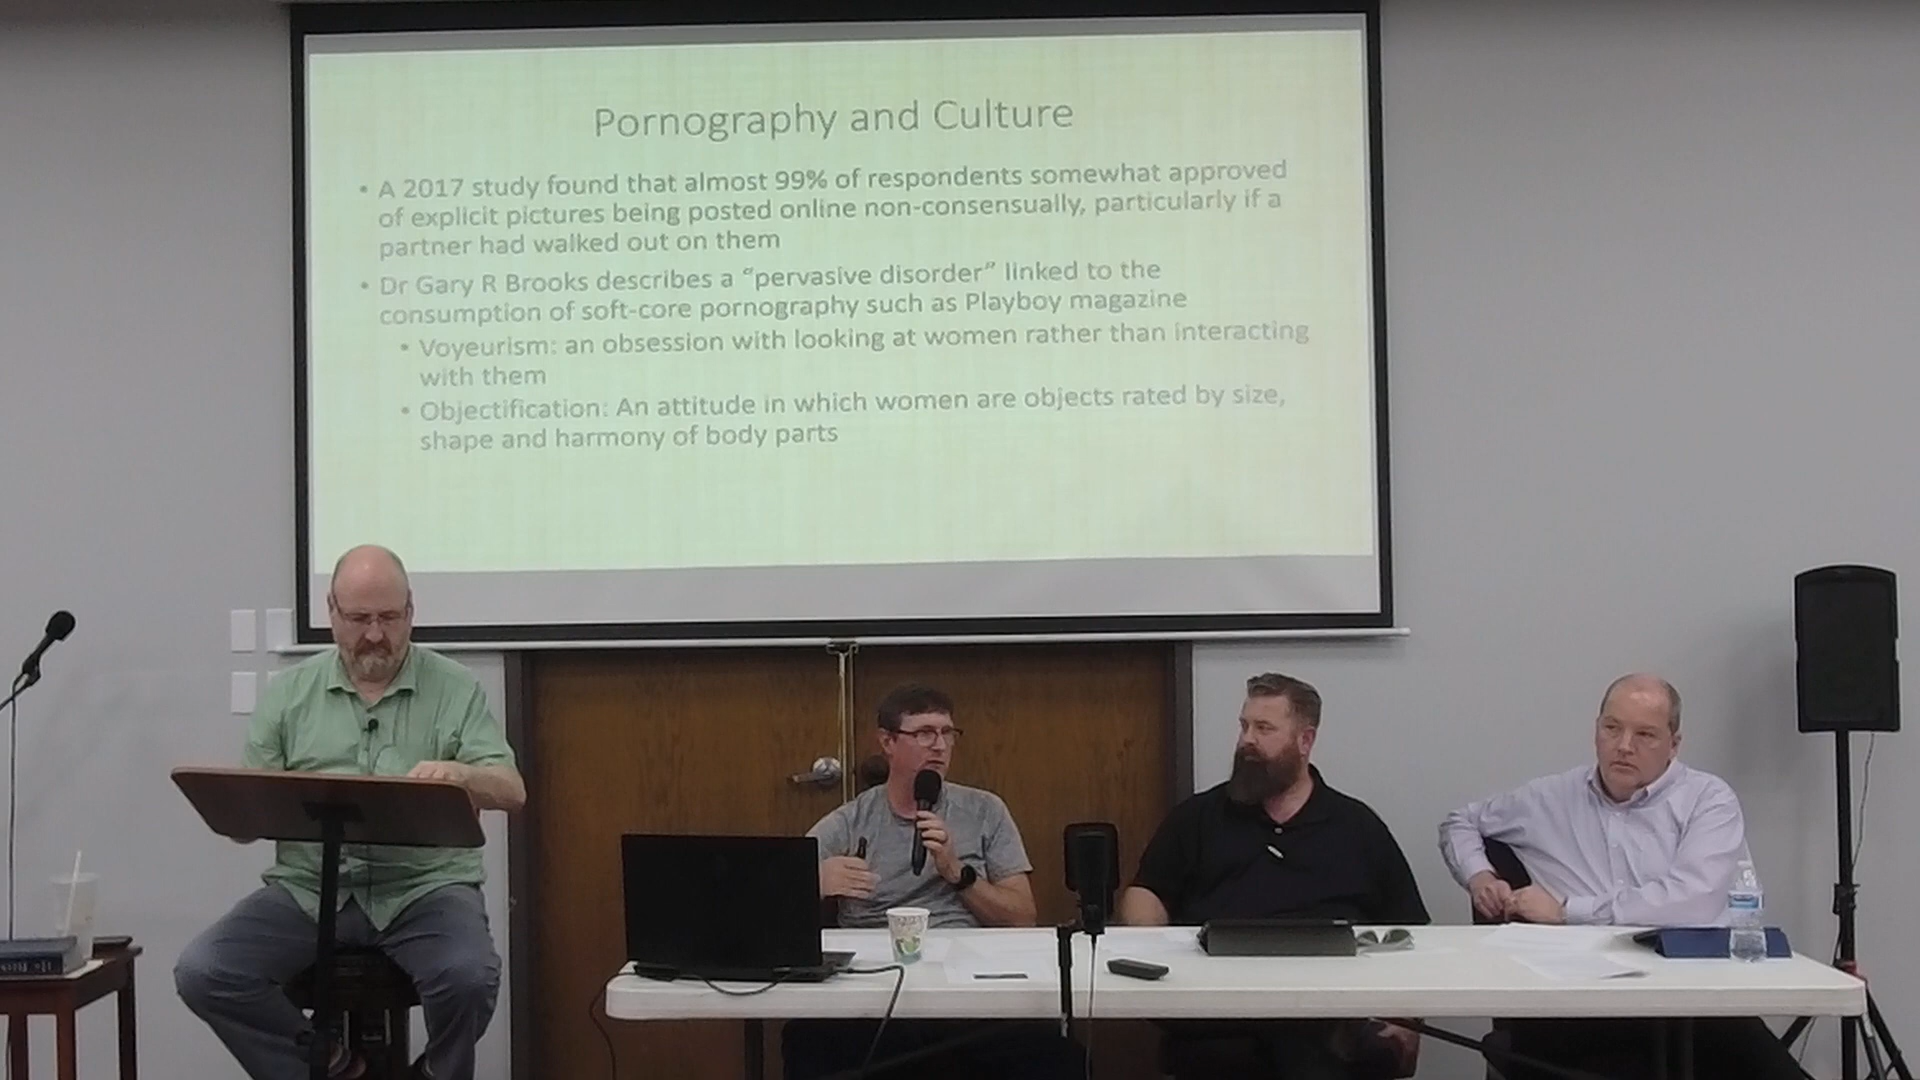 Pornography and Culture
• A 2017 study found that almost 99% of respondents somewhat approved
of explicit pictures being posted online non-consensually, particularly if a
partner had walked out on them
• Dr Gary R Brooks describes a “pervasive disorder” linked to the
consumption of soft-core pornography such as Playboy magazine
• Voyeurism: an obsession with looking at women rather than interacting
with them
• Objectification: An attitude in which women are objects rated by size,
shape and harmony of body parts